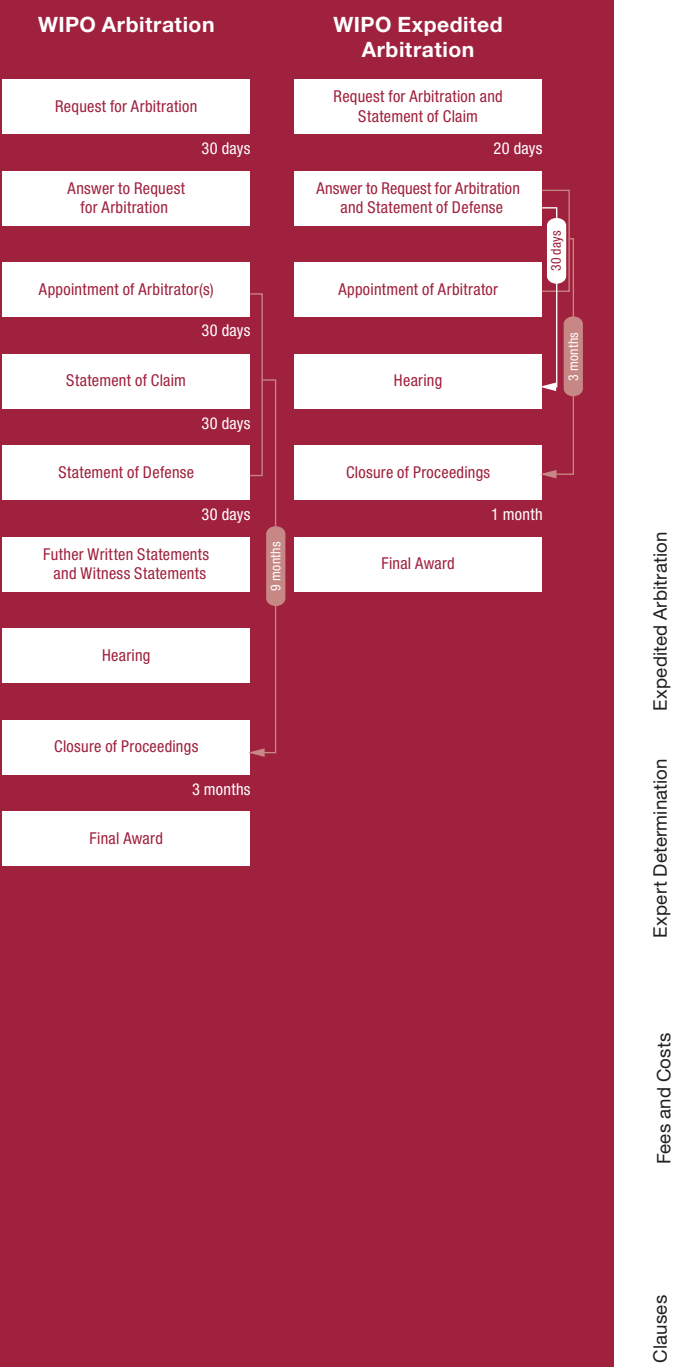 WIPO Arbitration
Request for Arbitration
30 days
Answer to Request
for Arbitration
Appointment of Arbitrator(s)
30 days
Statement of Claim
30 days
Statement of Defense
30 days
Futher Written Statements
and Witness Statements
9 months
Hearing
Closure of Proceedings
3 months
Final Award
WIPO Expedited
Arbitration
Request for Arbitration and
Statement of Claim
20 days
Answer to Request for Arbitration
and Statement of Defense
30 days
Appointment of Arbitrator
3 months
Hearing
Closure of Proceedings
1 month
Final Award
Expedited Arbitration
Expert Determination
Fees and Costs
Clauses